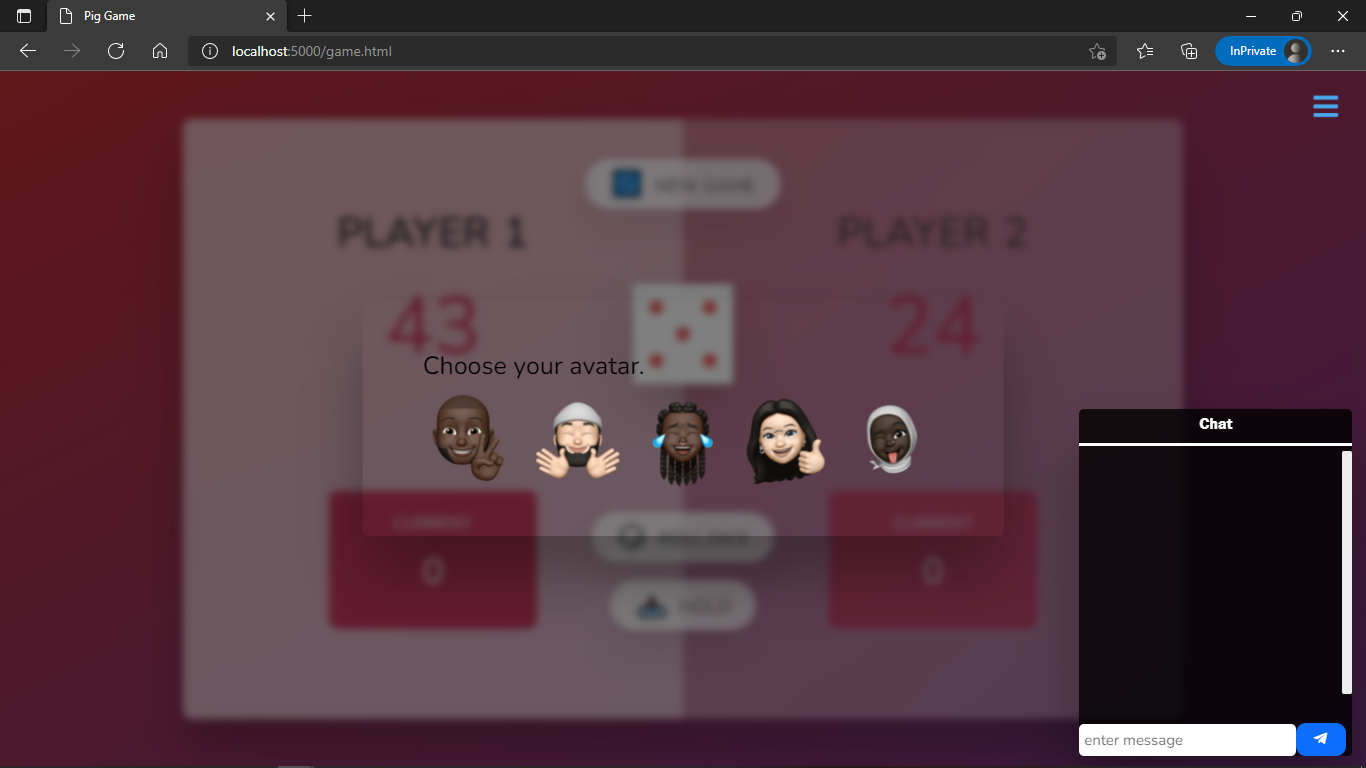 Pig Game
localhost:5000/game.html
InPrivate
NEW GAME
PLAYER 1
PLAYER 2
43
24
Choose your avatar.
CURRENT
0
CURRENT
0
ROLL DICE
HOLD
Chat
enter message